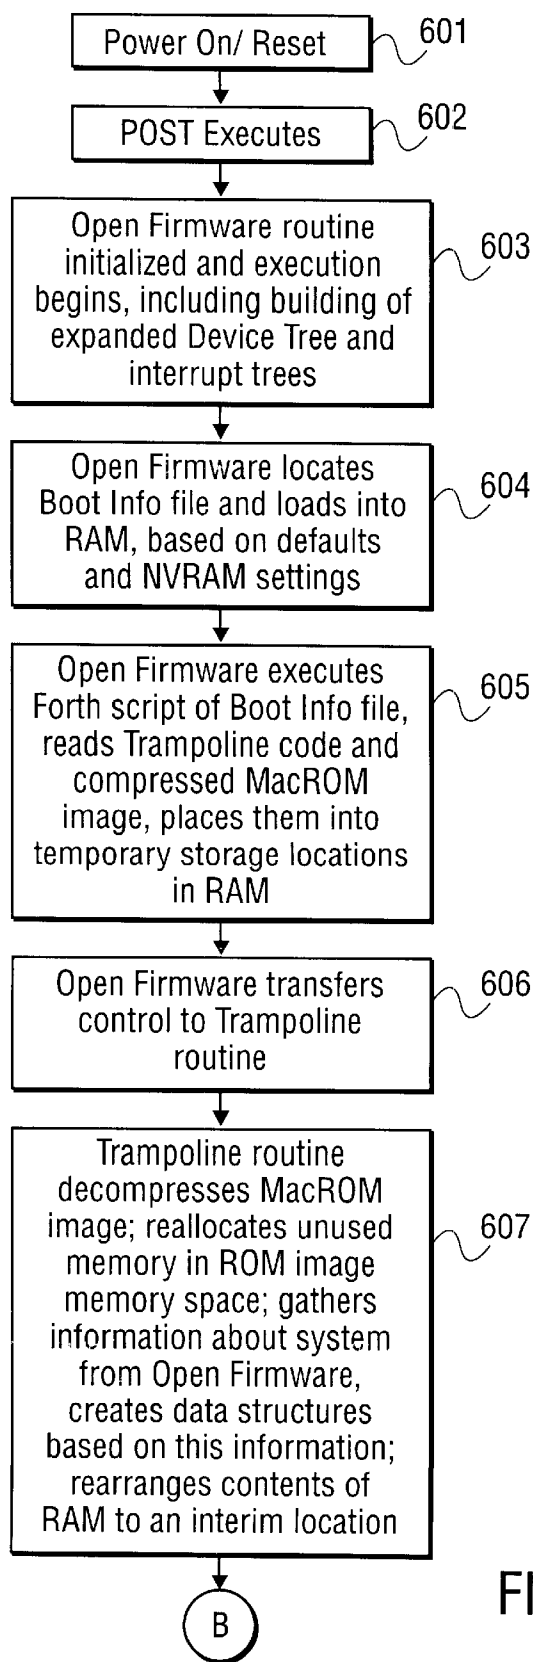 Power On/ Reset
601
POST Executes
602
Open Firmware routine
initialized and execution
begins, including building of
expanded Device Tree and
interrupt trees
603
Open Firmware locates
Boot Info file and loads into
RAM, based on defaults
and NVRAM settings
604
Open Firmware executes
Forth script of Boot Info file,
reads Trampoline code and
compressed MacROM
image, places them into
temporary storage locations
in RAM
605
Open Firmware transfers
control to Trampoline
routine
606
Trampoline routine
decompresses MacROM
image; reallocates unused
memory in ROM image
memory space; gathers
information about system
from Open Firmware,
creates data structures
based on this information;
rearranges contents of
RAM to an interim location
607
B